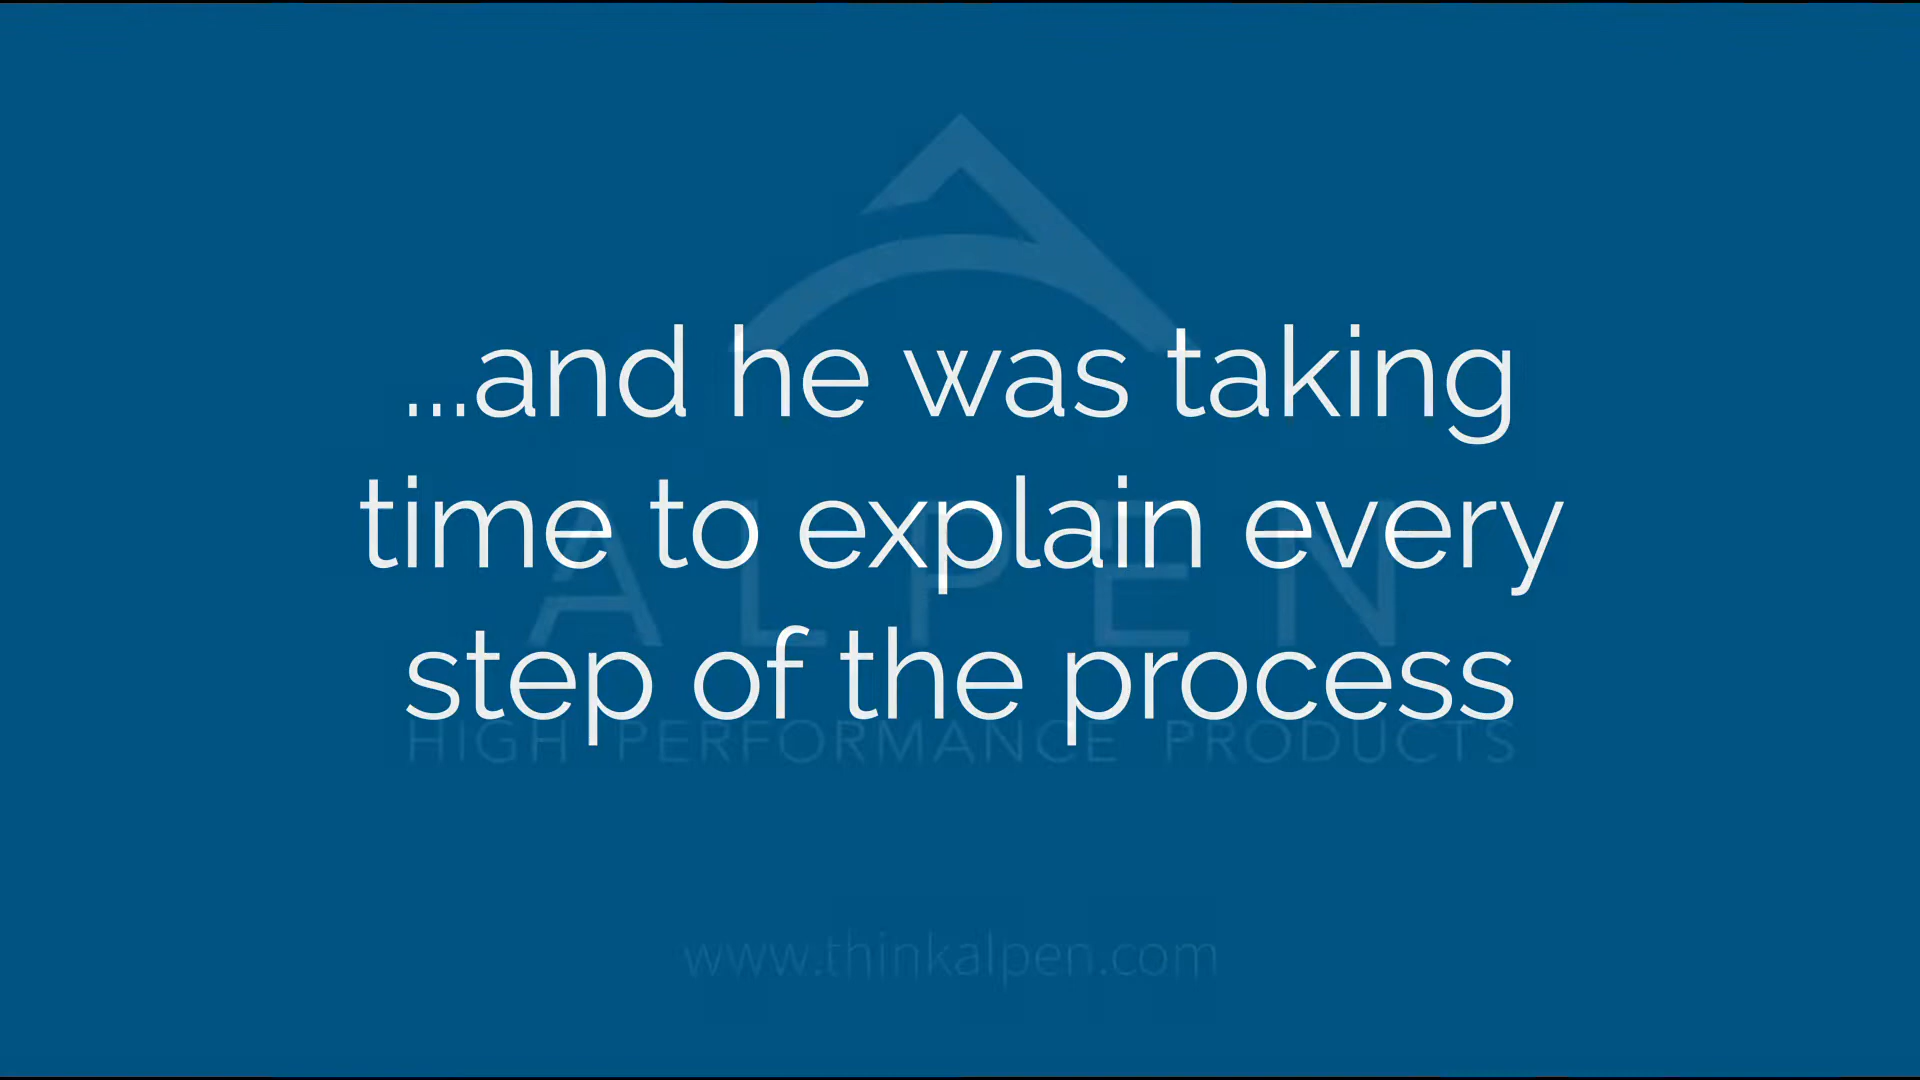 ...and he was taking
time to explain every
step of the process
ALPEN
HIGH PERFORMANCE PRODUCTS
www.thinkalpen.com